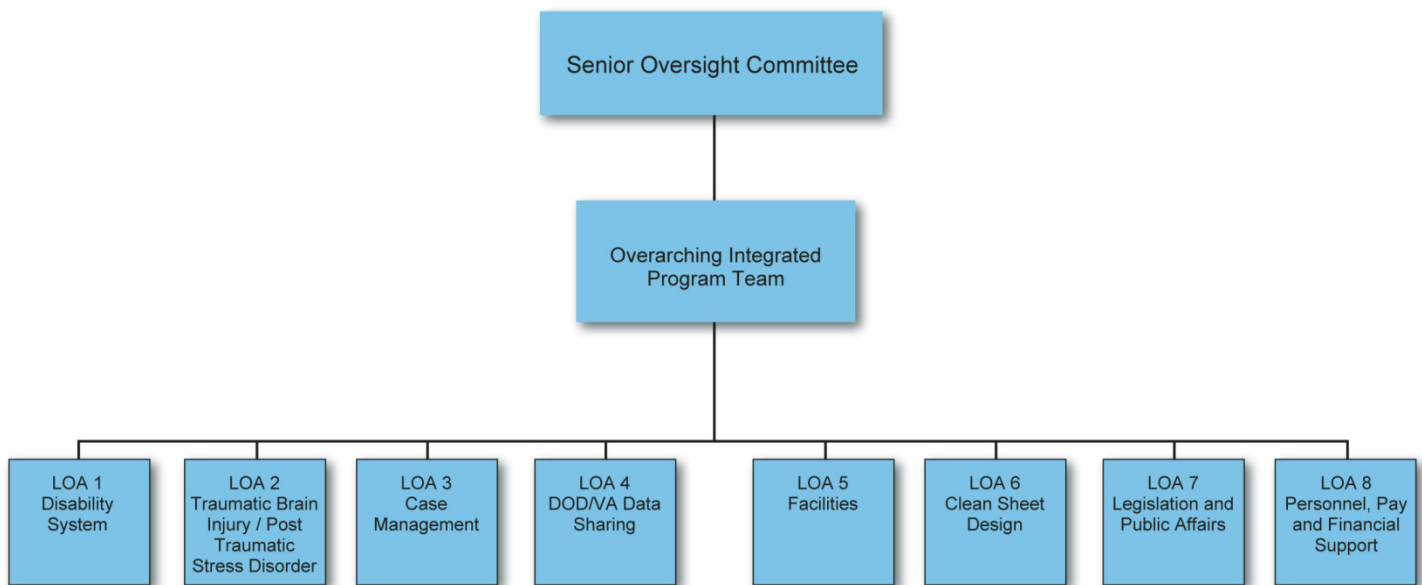 Senior Oversight Committee
Overarching Integrated
Program Team
LOA 1
Disability
System
LOA 2
Traumatic Brain
Injury / Post
Traumatic
Stress Disorder
LOA 3
Case
Management
LOA 4
DOD/VA Data
Sharing
LOA 5
Facilities
LOA 6
Clean Sheet
Design
LOA 7
Legislation and
Public Affairs
LOA 8
Personnel, Pay
and Financial
Support